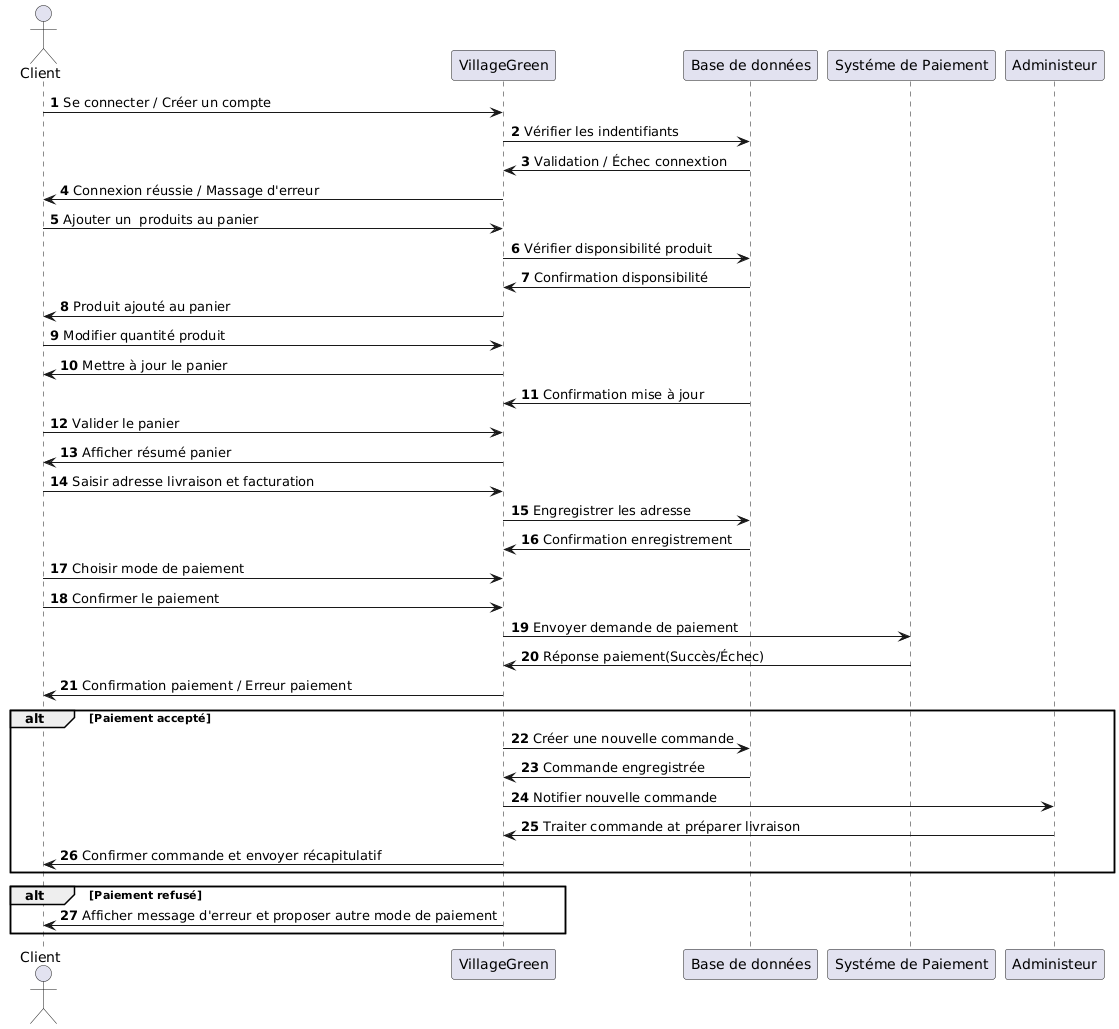 Client
VillageGreen
Base de données
Systéme de Paiement
Administeur
1 Se connecter / Créer un compte
2 Vérifier les indentifiants
3 Validation / Échec connextion
4 Connexion réussie / Massage d'erreur
5 Ajouter un  produits au panier
6 Vérifier disponsibilité produit
7 Confirmation disponsibilité
8 Produit ajouté au panier
9 Modifier quantité produit
10 Mettre à jour le panier
11 Confirmation mise à jour
12 Valider le panier
13 Afficher résumé panier
14 Saisir adresse livraison et facturation
15 Engregistrer les adresse
16 Confirmation enregistrement
17 Choisir mode de paiement
18 Confirmer le paiement
19 Envoyer demande de paiement
20 Réponse paiement(Succès/Échec)
21 Confirmation paiement / Erreur paiement
alt [Paiement accepté]
22 Créer une nouvelle commande
23 Commande engregistrée
24 Notifier nouvelle commande
25 Traiter commande at préparer livraison
26 Confirmer commande et envoyer récapitulatif
alt [Paiement refusé]
27 Afficher message d'erreur et proposer autre mode de paiement
Client
VillageGreen
Base de données
Systéme de Paiement
Administeur